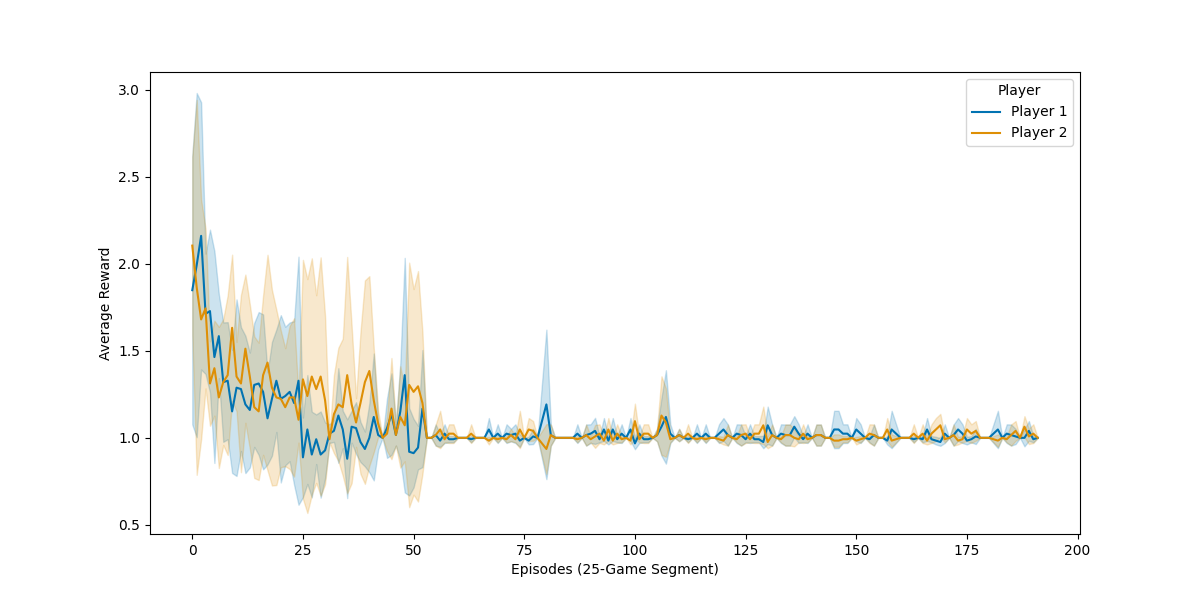 3.0
2.5
2.0
1.5
1.0
0.5
Average Reward
0 25 50 75 100 125 150 175 200
Episodes (25-Game Segment)
Player
Player 1
Player 2